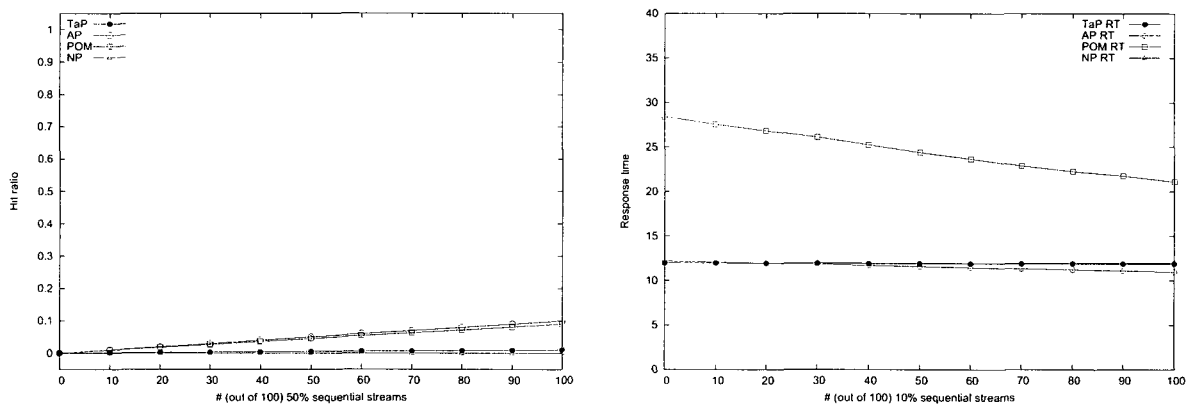 1
0.9
0.8
0.7
0.6
0.5
0.4
0.3
0.2
0.1
0
Hit ratio
TaP
AP
POM
NP
0 10 20 30 40 50 60 70 80 90 100
# (out of 100) 50% sequential streams
40
35
30
25
20
15
10
5
0
Response time
TaP RT
AP RT
POM RT
NP RT
0 10 20 30 40 50 60 70 80 90 100
# (out of 100) 10% sequential streams